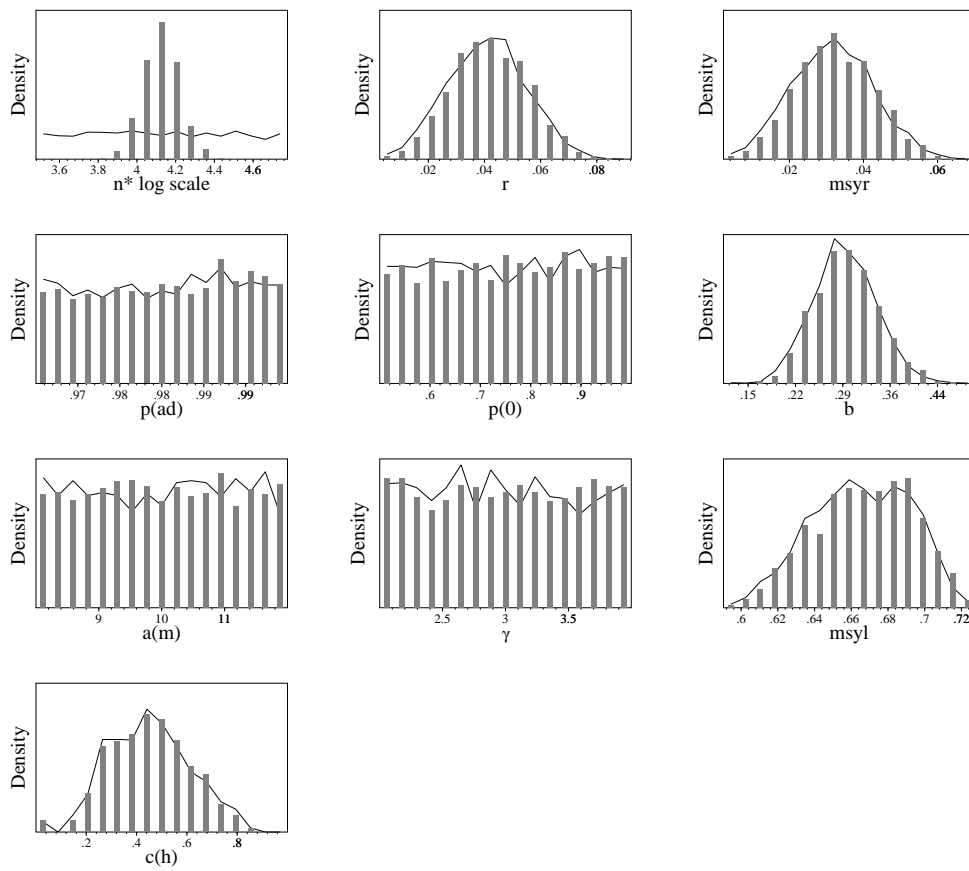 Density
3.6 3.8 4 4.2 4.4 4.6
n* log scale
Density
.02 .04 .06 .08
r
Density
.02 .04 .06
msyr
Density
.97 .98 .98 .99 .99
p(ad)
Density
.6 .7 .8 .9
p(0)
Density
.15 .22 .29 .36 .44
b
Density
9 10 11
a(m)
Density
2.5 3 3.5
γ
Density
.6 .62 .64 .66 .68 .7 .72
msyl
Density
.2 .4 .6 .8
c(h)